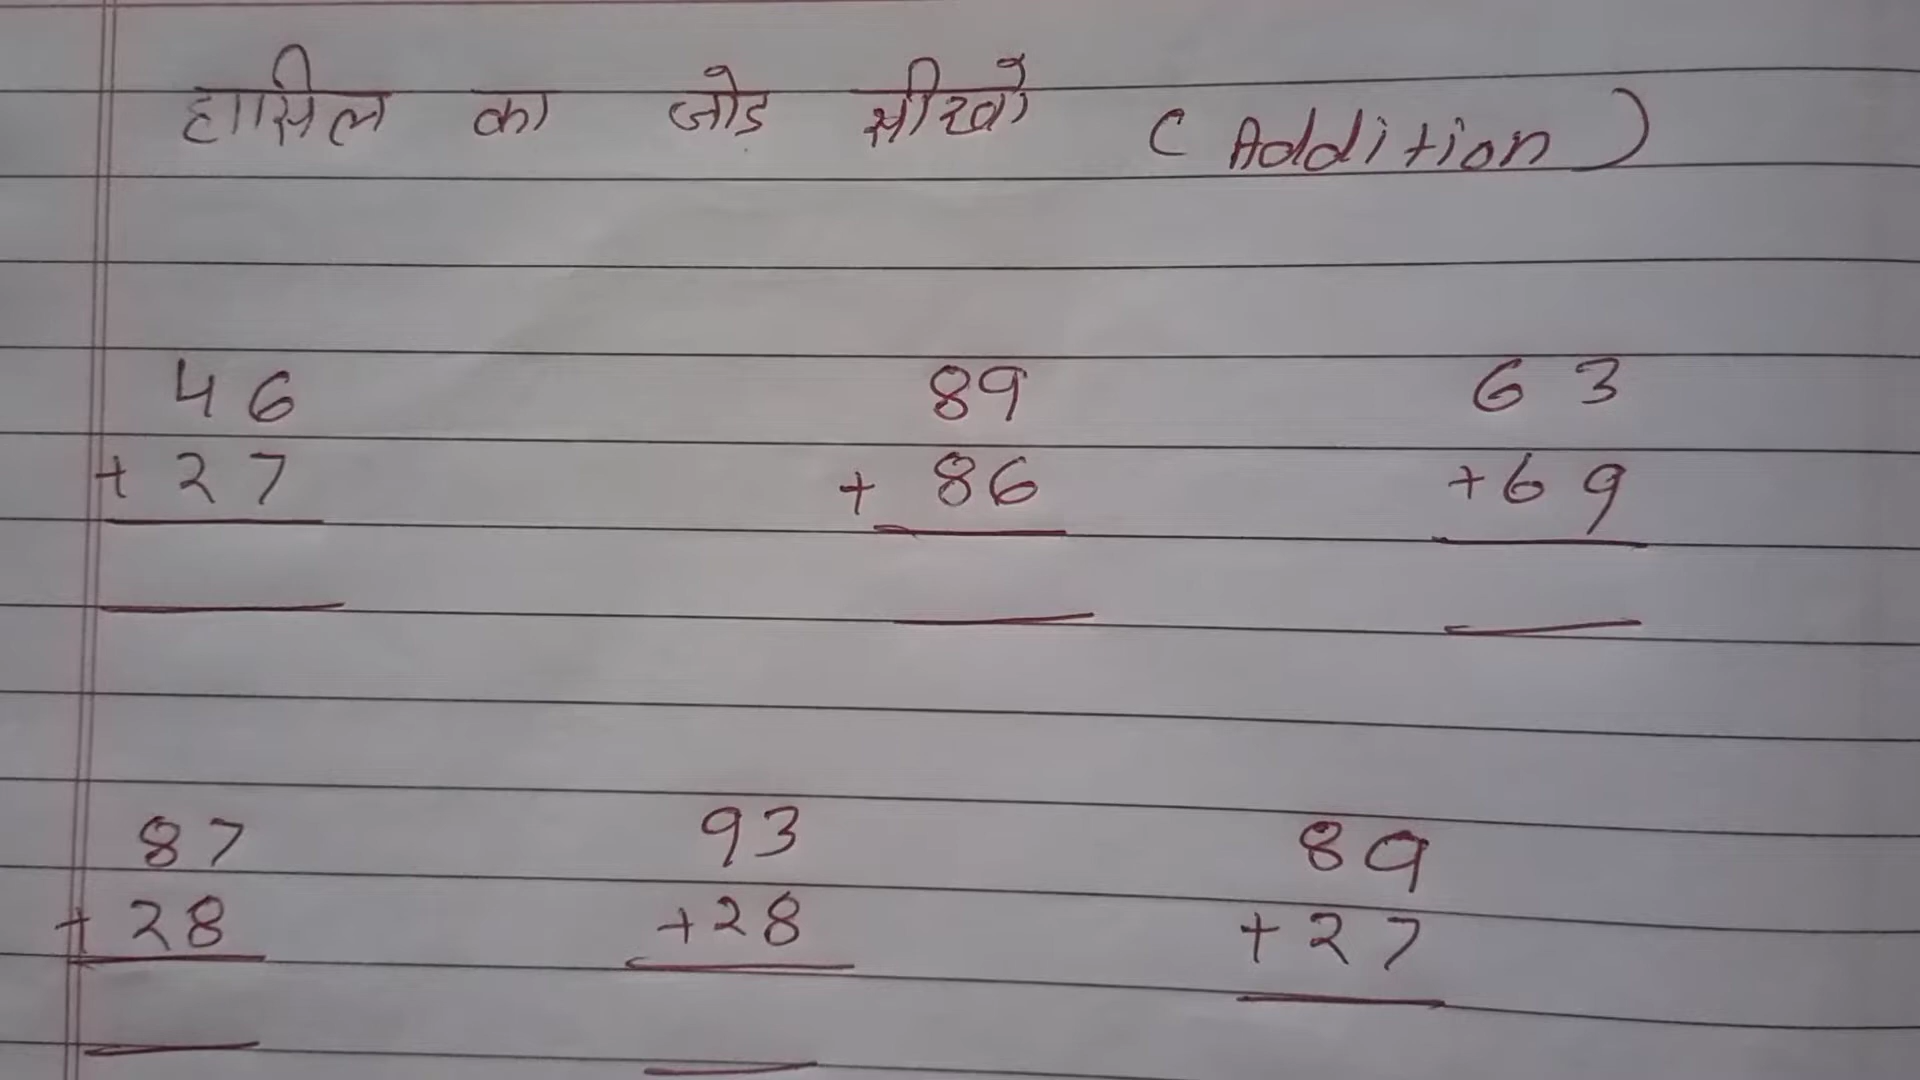 हासिल का जोड सीखो (Addition)
46 89 63
+ 27 + 86 +69
87 93 89
+ 28 +28 +27